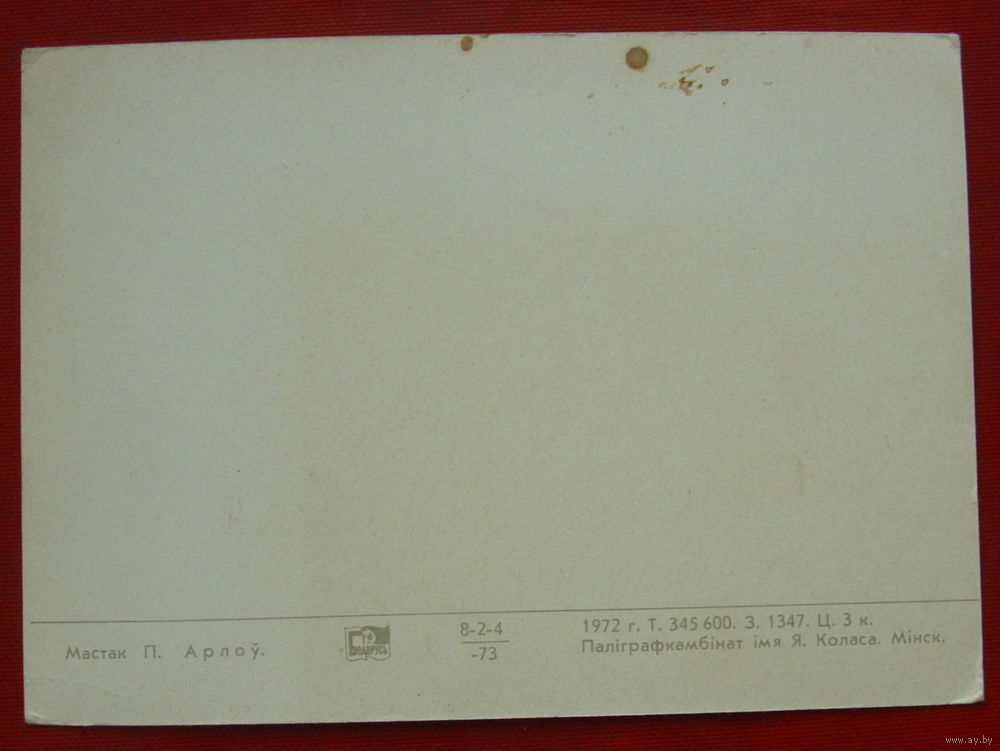 Мастак П. Арлоў.
Беларусь
8-2-4
-73
1972 г. Т. 345 600. З. 1347. Ц. 3 к.
Паліграфкамбінат імя Я. Коласа. Мінск.
www.ay.by